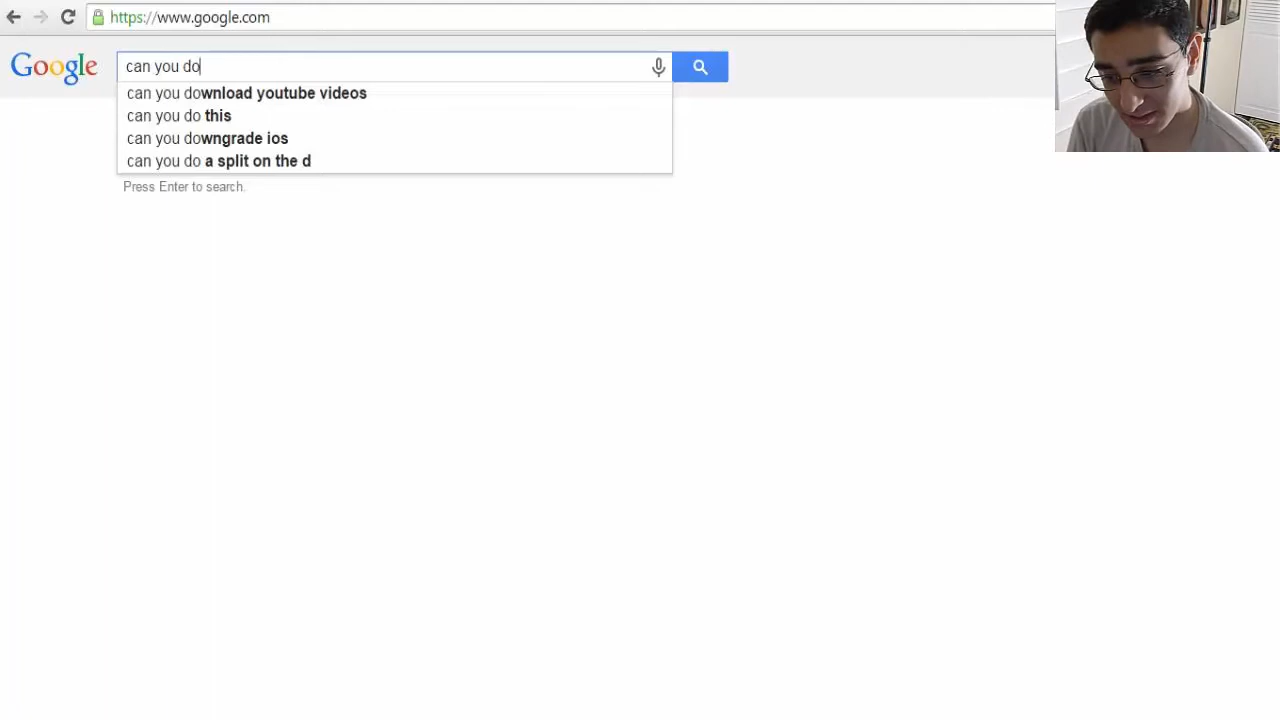 https://www.google.com
Google
can you do
can you download youtube videos
can you do this
can you downgrade ios
can you do a split on the d
Press Enter to search.